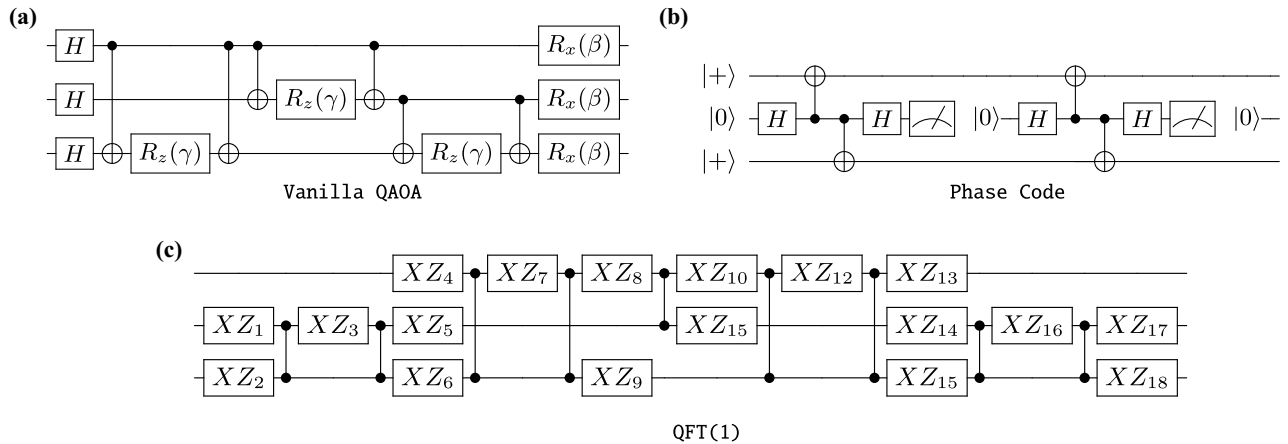 (a)
H R_x(β)
H R_z(γ) R_x(β)
H R_z(γ) R_z(γ) R_x(β)
Vanilla QAOA
(b)
|+⟩
|0⟩ H H |0⟩ H H |0⟩
|+⟩
Phase Code
(c)
XZ_4 XZ_7 XZ_8 XZ_10 XZ_12 XZ_13
XZ_1 XZ_3 XZ_5 XZ_15 XZ_14 XZ_16 XZ_17
XZ_2 XZ_6 XZ_9 XZ_15 XZ_18
QFT(1)